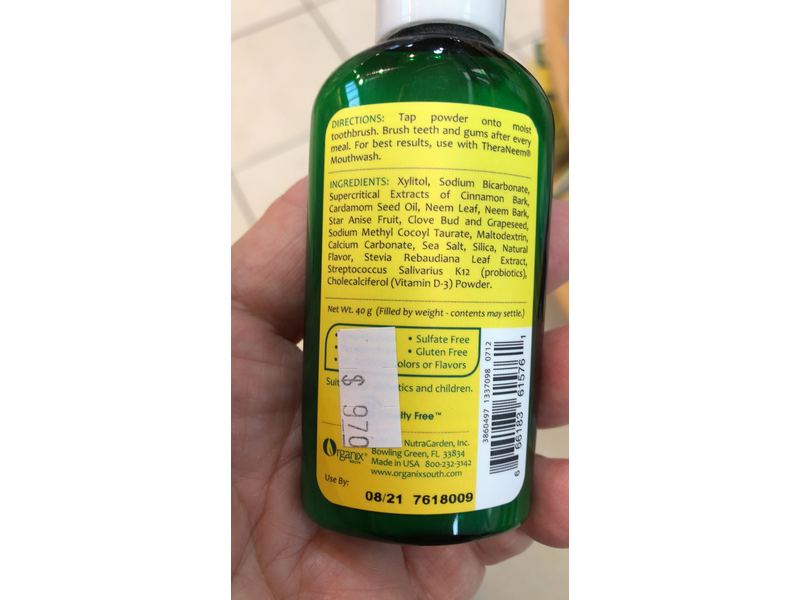 DIRECTIONS: Tap powder onto moist
toothbrush. Brush teeth and gums after every
meal. For best results, use with TheraNeem®
Mouthwash.
INGREDIENTS: Xylitol, Sodium Bicarbonate,
Supercritical Extracts of Cinnamon Bark,
Cardamom Seed Oil, Neem Leaf, Neem Bark,
Star Anise Fruit, Clove Bud and Grapeseed,
Sodium Methyl Cocoyl Taurate, Maltodextrin,
Calcium Carbonate, Sea Salt, Silica, Natural
Flavor, Stevia Rebaudiana Leaf Extract,
Streptococcus Salivarius K12 (probiotics),
Cholecalciferol (Vitamin D-3) Powder.
Net Wt. 40 g (Filled by weight - contents may settle.)
• Sulfate Free
• Gluten Free
olors or Flavors
Suit
etics and children.
lty Free™
$ 970
Organix®
SOUTH
NutraGarden, Inc.
Bowling Green, FL 33834
Made in USA 800-232-3142
www.organixsouth.com
Use By:
08/21 7618009
3860497 1337098 0712
6 66183 61576 1